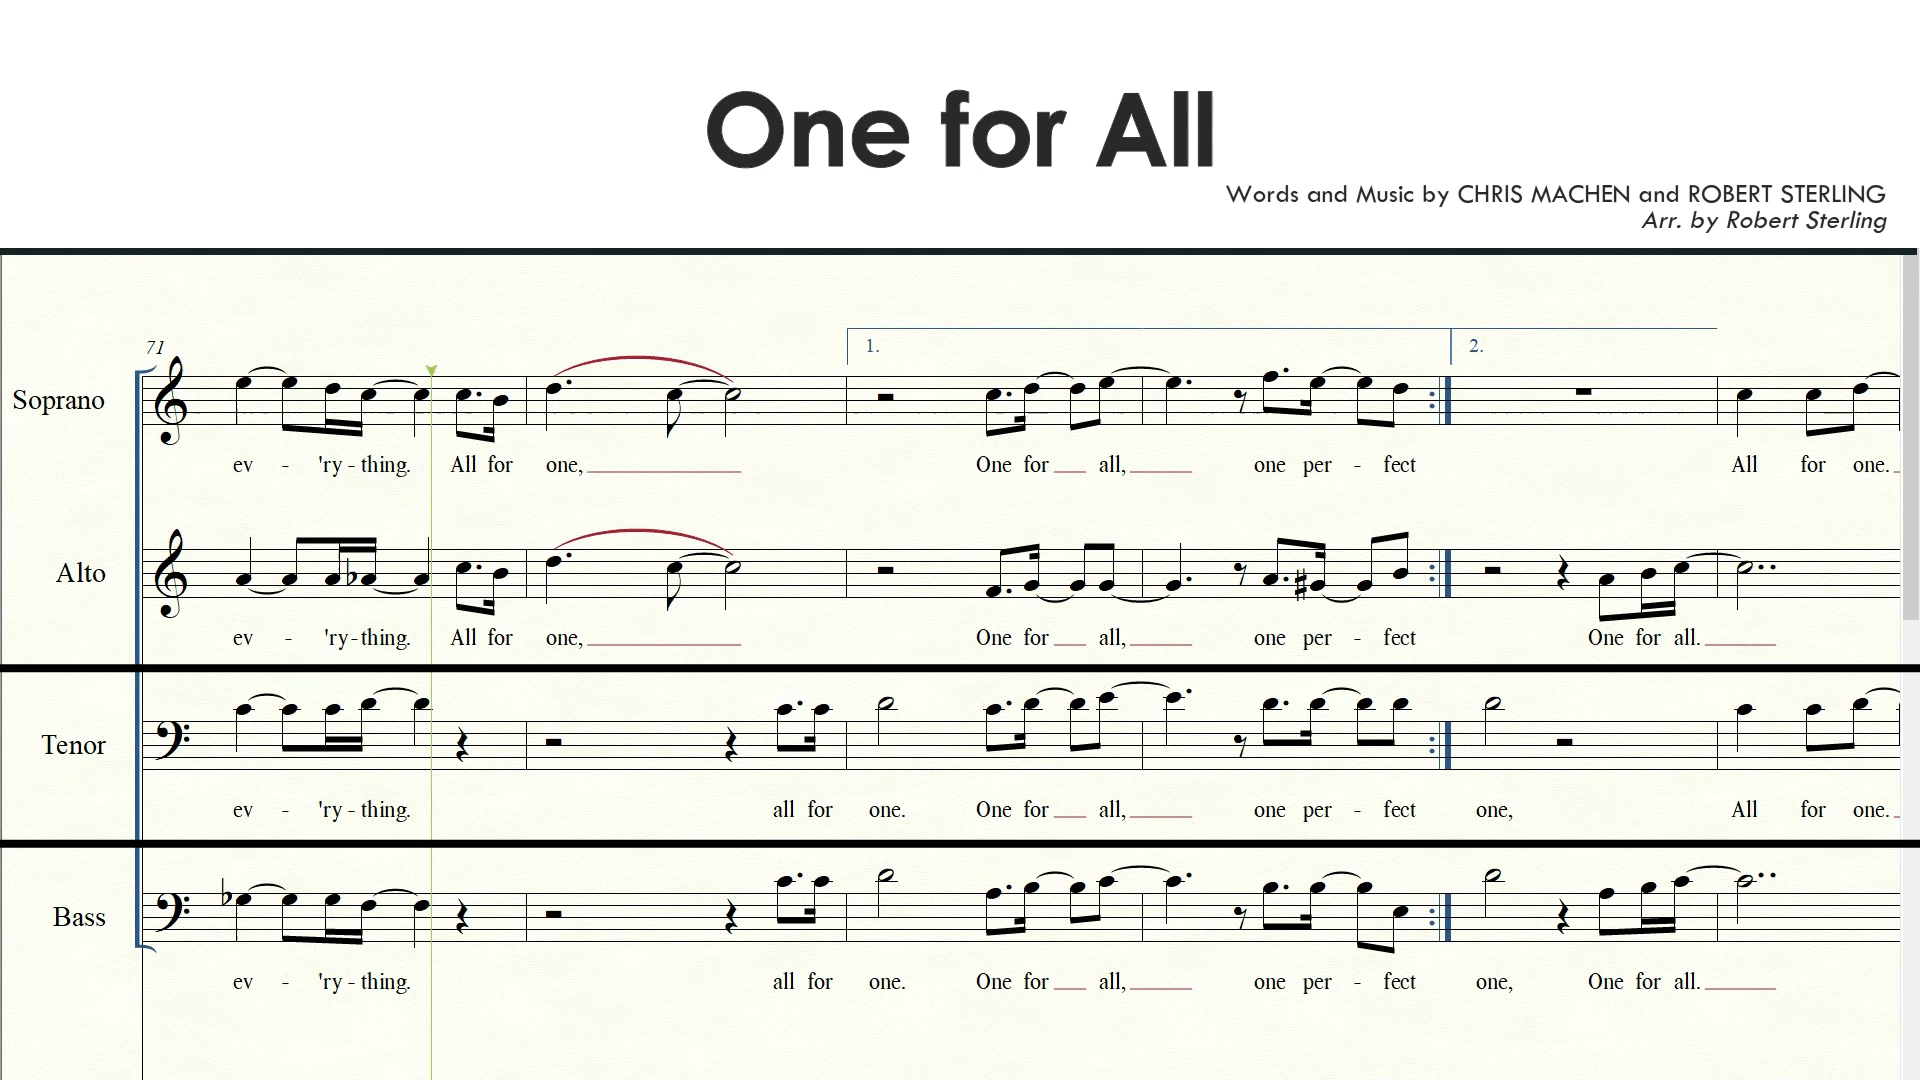 One for All
Words and Music by CHRIS MACHEN and ROBERT STERLING
Arr. by Robert Sterling
71
1.
2.
Soprano
ev - 'ry - thing. All for one, One for all, one per - fect All for one.
Alto
ev - 'ry - thing. All for one, One for all, one per - fect One for all.
Tenor
ev - 'ry - thing. all for one. One for all, one per - fect one, All for one.
Bass
ev - 'ry - thing. all for one. One for all, one per - fect one, One for all.